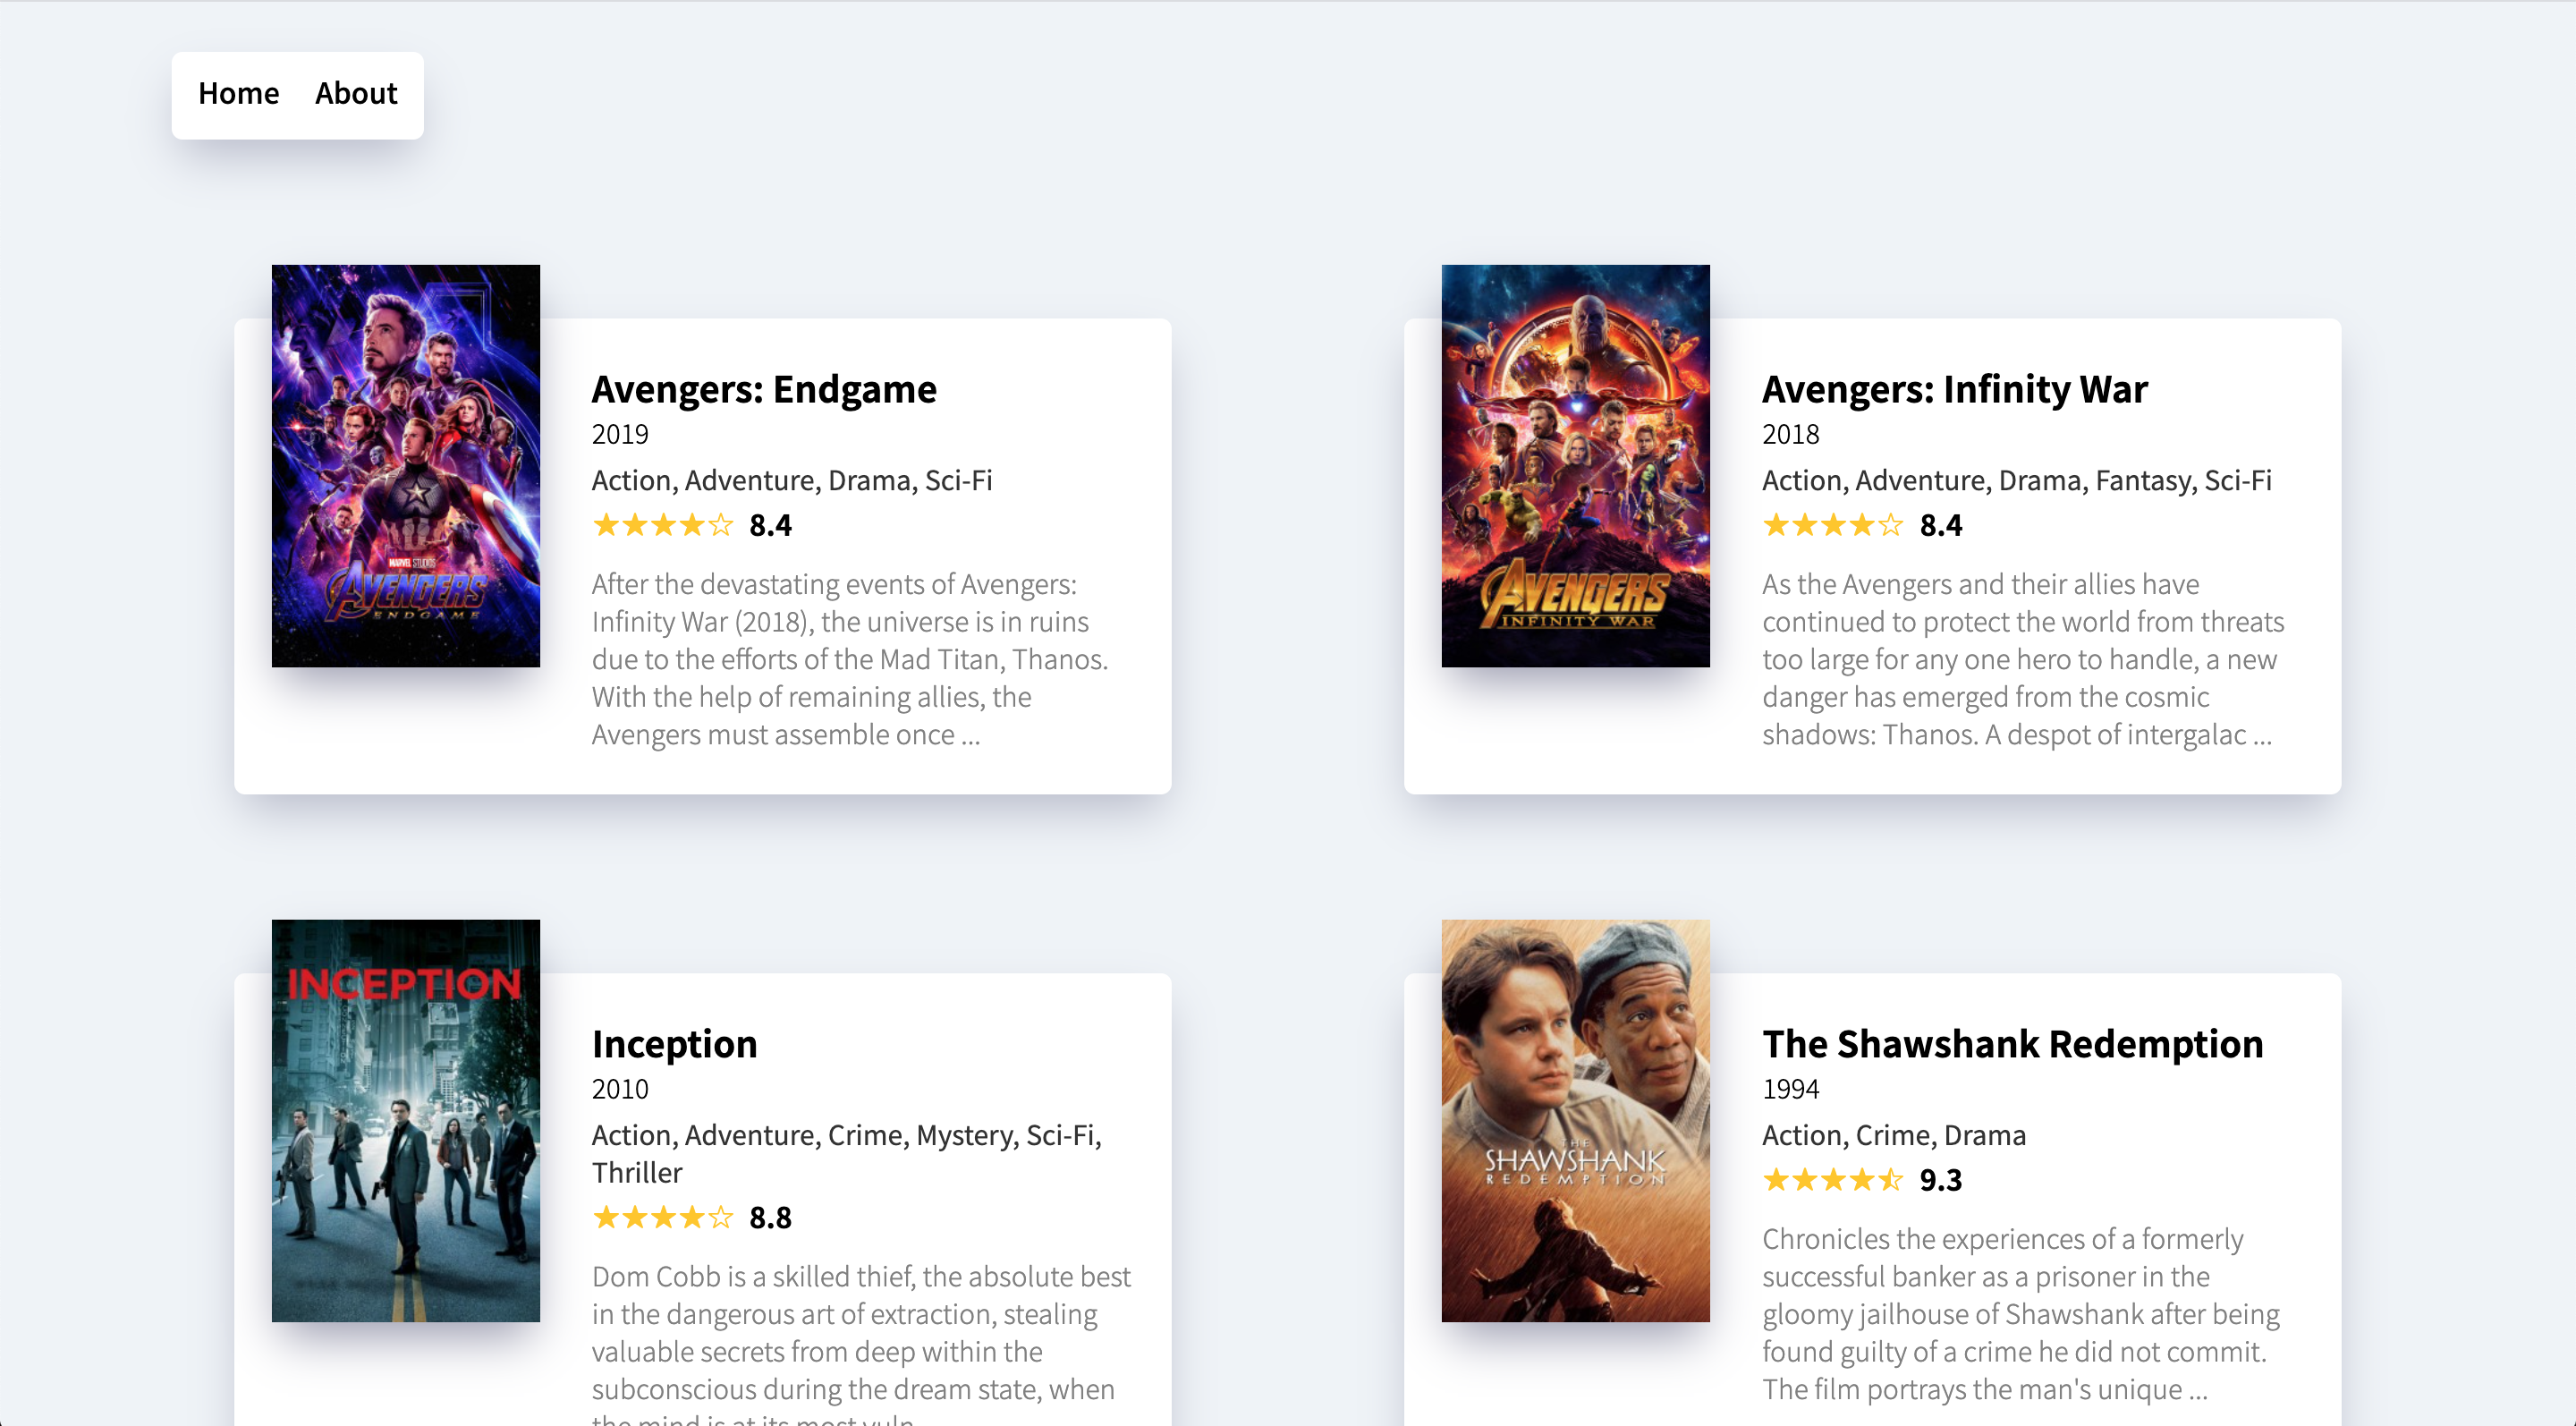 Home About
MARVEL STUDIOS
AVENGERS
ENDGAME
Avengers: Endgame
2019
Action, Adventure, Drama, Sci-Fi
★★★★☆ 8.4
After the devastating events of Avengers:
Infinity War (2018), the universe is in ruins
due to the efforts of the Mad Titan, Thanos.
With the help of remaining allies, the
Avengers must assemble once ...
AVENGERS
INFINITY WAR
Avengers: Infinity War
2018
Action, Adventure, Drama, Fantasy, Sci-Fi
★★★★☆ 8.4
As the Avengers and their allies have
continued to protect the world from threats
too large for any one hero to handle, a new
danger has emerged from the cosmic
shadows: Thanos. A despot of intergalac ...
INCEPTION
Inception
2010
Action, Adventure, Crime, Mystery, Sci-Fi,
Thriller
★★★★☆ 8.8
Dom Cobb is a skilled thief, the absolute best
in the dangerous art of extraction, stealing
valuable secrets from deep within the
subconscious during the dream state, when
the mind is at its most vuln
THE
SHAWSHANK
REDEMPTION
The Shawshank Redemption
1994
Action, Crime, Drama
★★★★⯪ 9.3
Chronicles the experiences of a formerly
successful banker as a prisoner in the
gloomy jailhouse of Shawshank after being
found guilty of a crime he did not commit.
The film portrays the man's unique ...